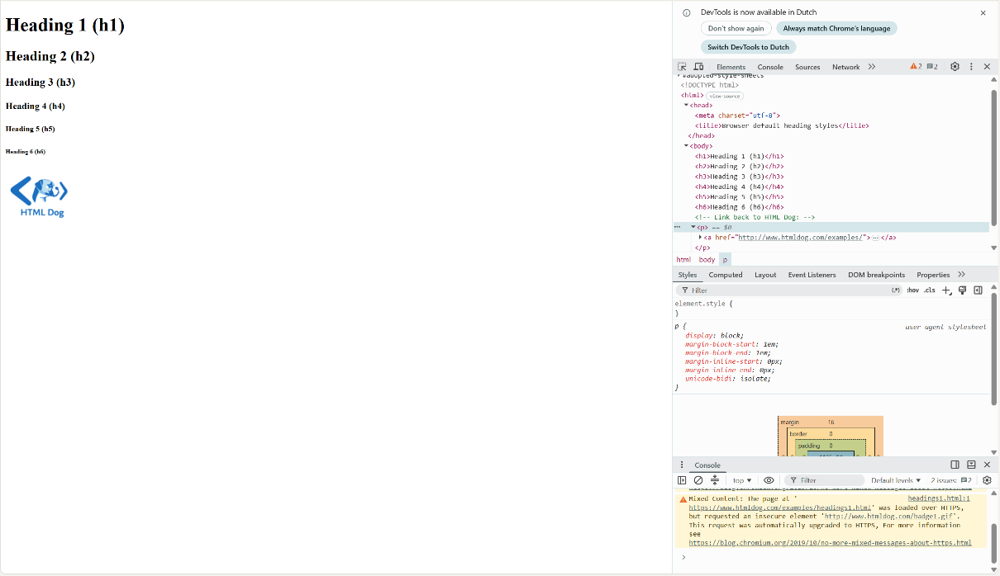 Heading 1 (h1)
Heading 2 (h2)
Heading 3 (h3)
Heading 4 (h4)
Heading 5 (h5)
Heading 6 (h6)
HTML Dog
DevTools is now available in Dutch
Don't show again
Always match Chrome's language
Switch DevTools to Dutch
Elements Console Sources Network 2 2
#adopted-style-sheets
<!DOCTYPE html>
<html> view-source
<head>
<meta charset="utf-8">
<title>Browser default heading styles</title>
</head>
<body>
<h1>Heading 1 (h1)</h1>
<h2>Heading 2 (h2)</h2>
<h3>Heading 3 (h3)</h3>
<h4>Heading 4 (h4)</h4>
<h5>Heading 5 (h5)</h5>
<h6>Heading 6 (h6)</h6>
<!-- Link back to HTML Dog: -->
<p> == $0
<a href="http://www.htmldog.com/examples/"> … </a>
</p>
html body p
Styles Computed Layout Event Listeners DOM breakpoints Properties
Filter :hov .cls
element.style {
}
p { user agent stylesheet
display: block;
margin-block-start: 1em;
margin-block-end: 1em;
margin-inline-start: 0px;
margin-inline-end: 0px;
unicode-bidi: isolate;
}
margin 16
border 0
padding 0
Console
top Filter Default levels 2 issues: 2
Mixed Content: The page at ' headings1.html:1
https://www.htmldog.com/examples/headings1.html' was loaded over HTTPS,
but requested an insecure element 'http://www.htmldog.com/badge1.gif'.
This request was automatically upgraded to HTTPS, For more information
see
https://blog.chromium.org/2019/10/no-more-mixed-messages-about-https.html